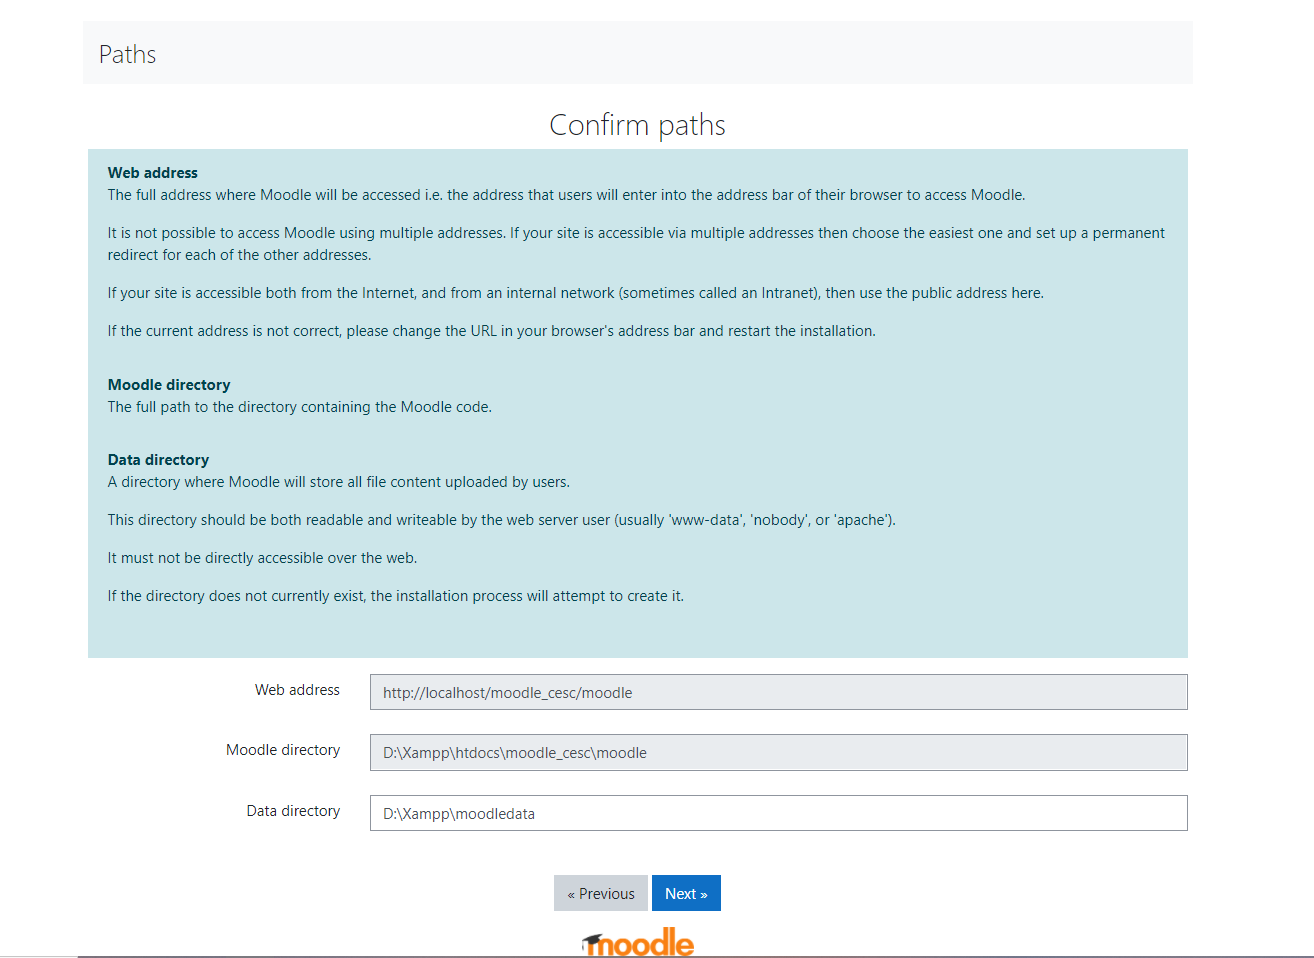 Paths
Confirm paths
Web address
The full address where Moodle will be accessed i.e. the address that users will enter into the address bar of their browser to access Moodle.
It is not possible to access Moodle using multiple addresses. If your site is accessible via multiple addresses then choose the easiest one and set up a permanent
redirect for each of the other addresses.
If your site is accessible both from the Internet, and from an internal network (sometimes called an Intranet), then use the public address here.
If the current address is not correct, please change the URL in your browser's address bar and restart the installation.
Moodle directory
The full path to the directory containing the Moodle code.
Data directory
A directory where Moodle will store all file content uploaded by users.
This directory should be both readable and writeable by the web server user (usually 'www-data', 'nobody', or 'apache').
It must not be directly accessible over the web.
If the directory does not currently exist, the installation process will attempt to create it.
Web address http://localhost/moodle_cesc/moodle
Moodle directory D:\Xampp\htdocs\moodle_cesc\moodle
Data directory D:\Xampp\moodledata
« Previous Next »
moodle